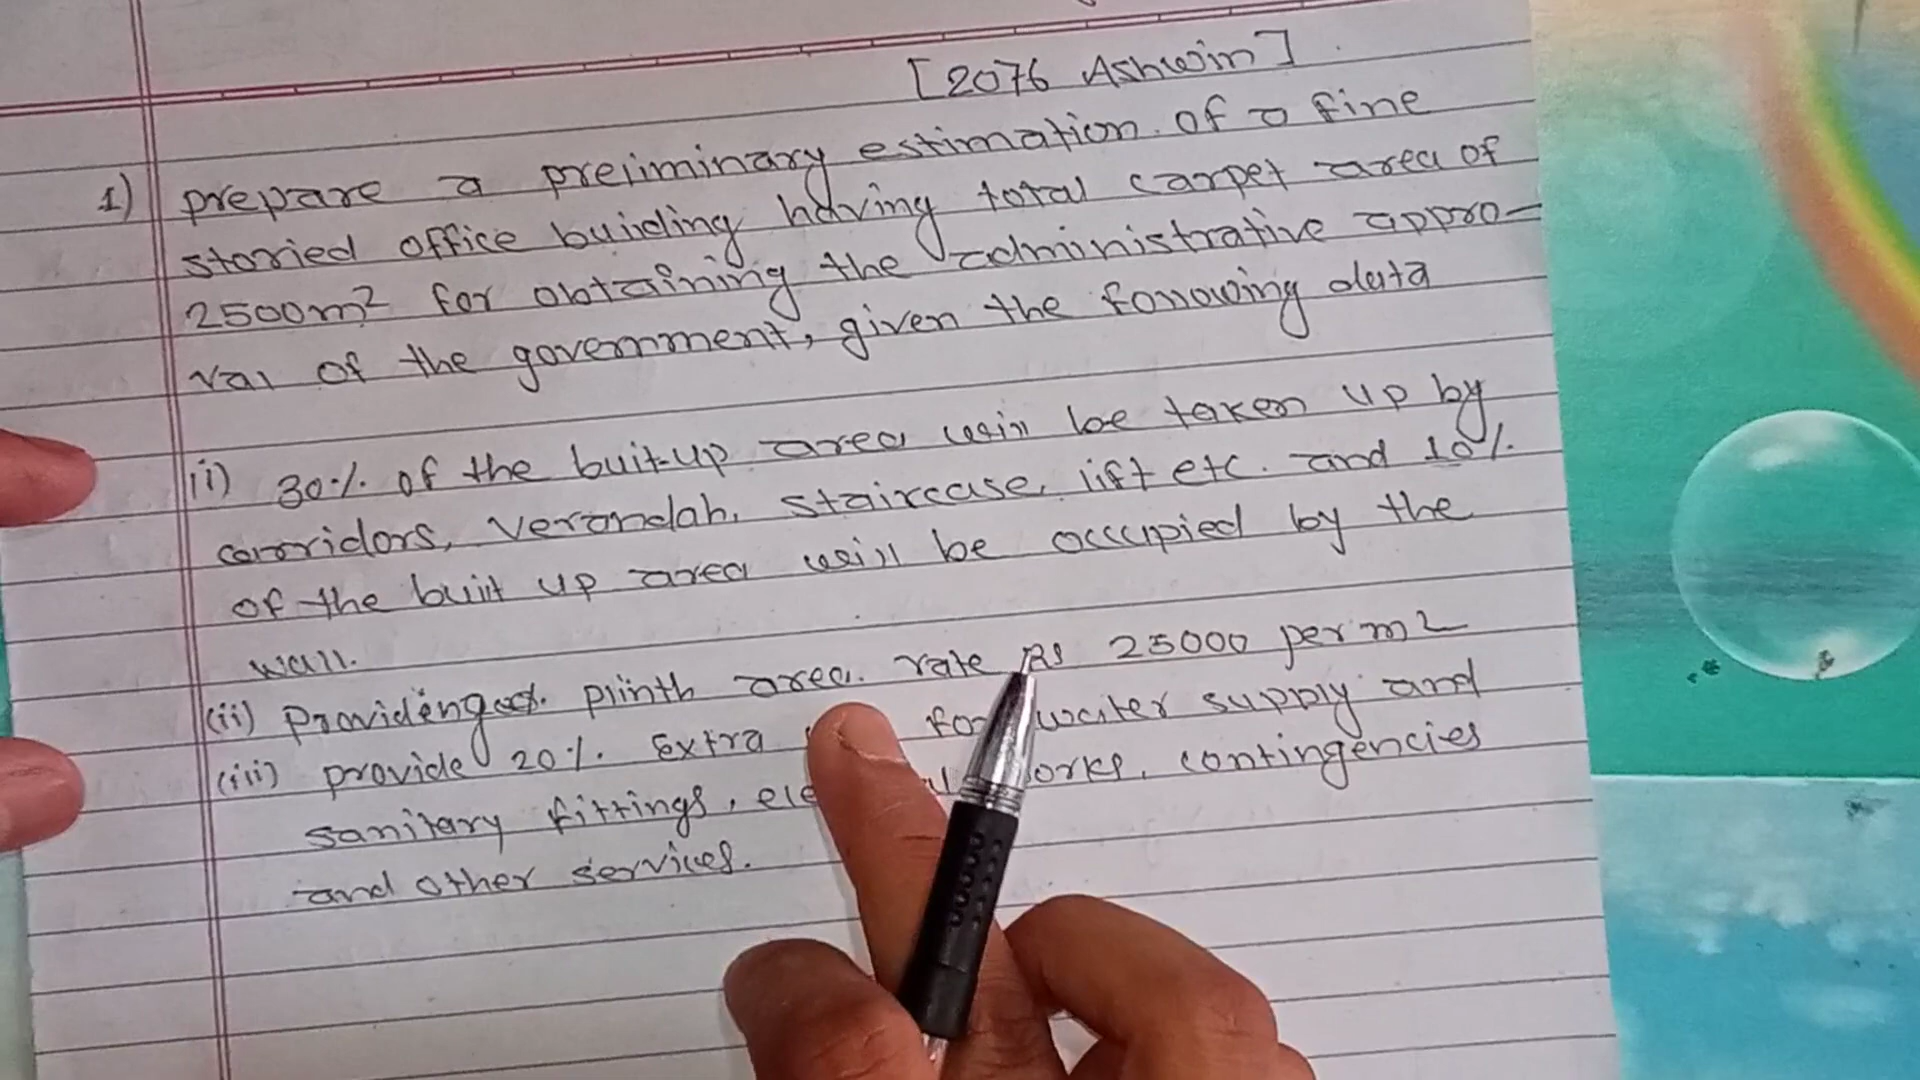 [2076 Ashwin]
1) prepare a preliminary estimation of a fine
storied office building having total carpet area of
2500m² for obtaining the administrative appro-
val of the government, given the following data
ii) 30% of the buit-up area will be taken up by
corridors, verandah, staircase, lift etc. and 10%
of the built up area will be occupied by the
wall.
(ii) Providing plinth area rate Rs 25000 per m²
(iii) provide 20% Extra for water supply and
sanitary fittings, works, contingencies
and other services.